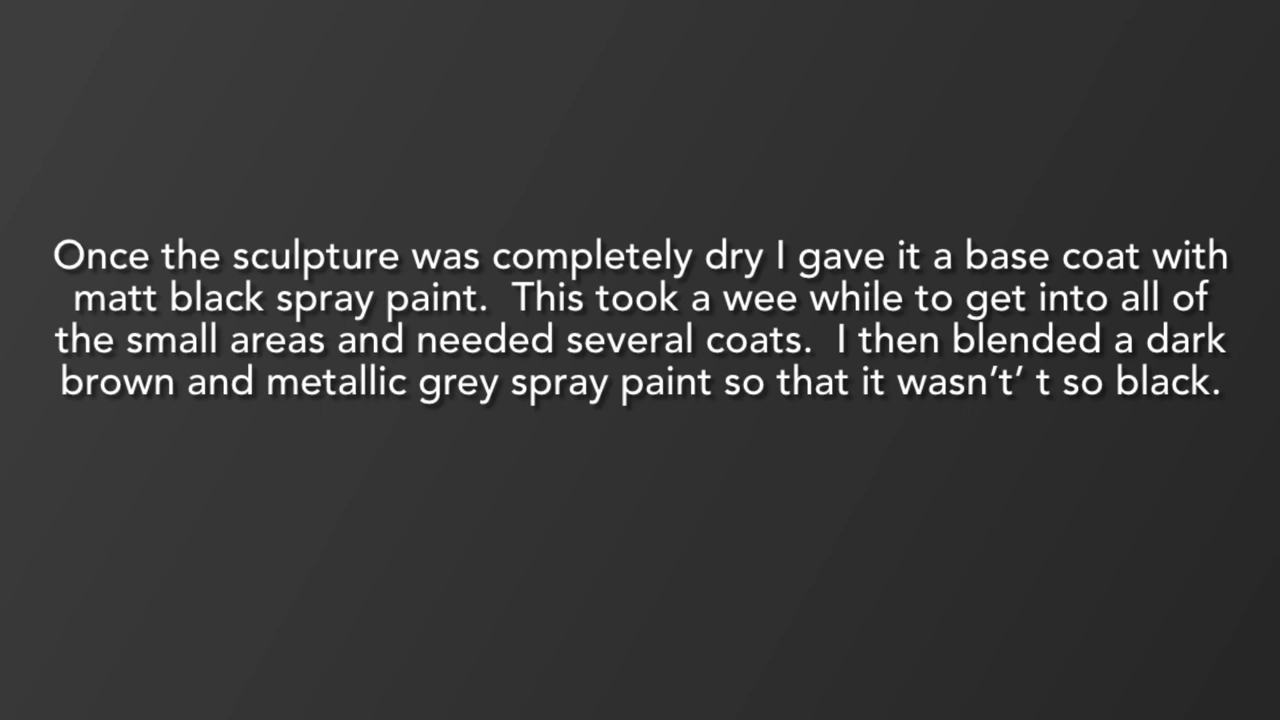 Once the sculpture was completely dry I gave it a base coat with
matt black spray paint.  This took a wee while to get into all of
the small areas and needed several coats.  I then blended a dark
brown and metallic grey spray paint so that it wasn’t’ t so black.